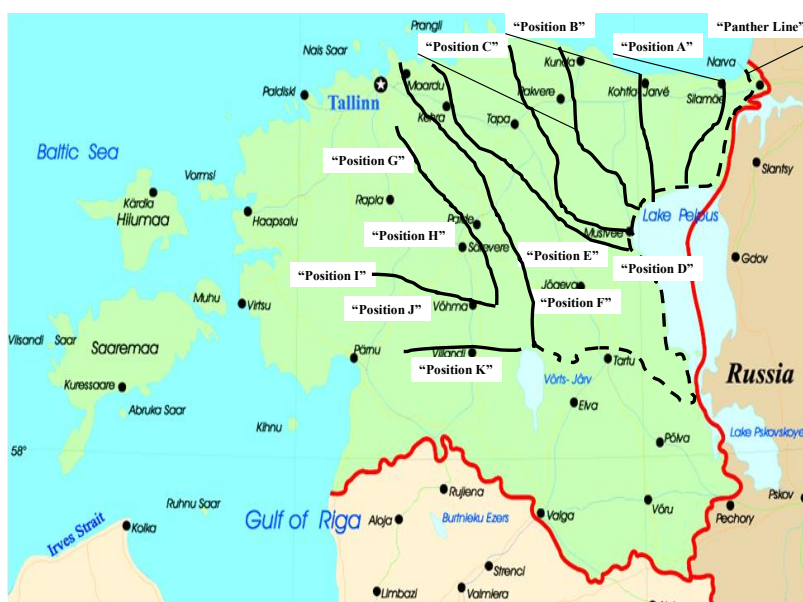 Prangli
"Position B"
"Panther Line"
Nais Saar
"Position C"
Kunda
"Position A"
Narva
Paldiski
Tallinn
Maardu
Kehra
Rakvere
Kohtla
Jarvë
Silamäe
Tapa
Baltic Sea
Slantsy
Vormsi
"Position G"
Kärdla
Hiiumaa
Haapsalu
Rapla
Paide
Mustvee
Lake Peipus
"Position H"
Särevere
"Position E"
Gdov
"Position I"
"Position D"
Muhu
Virtsu
Jõgeva
"Position F"
"Position J"
Võhma
Vilsandi Saar
Saaremaa
Pärnu
Viljandi
Tartu
"Position K"
Võrts-Järv
Russia
Kuressaare
Abruka Saar
Elva
Kihnu
Põlva
Lake Pskovskoye
58°
Rujiena
Ruhnu Saar
Gulf of Riga
Aloja
Burtnieku Ezers
Valga
Võru
Pskov
Pechory
Irves Strait
Kolka
Strenci
Limbazi
Valmiera